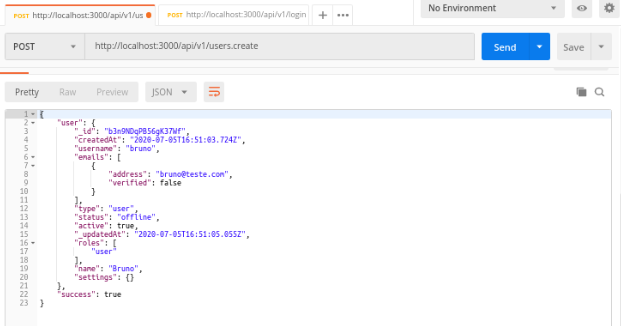 POST http://localhost:3000/api/v1/us
POST http://localhost:3000/api/v1/login
+ •••
No Environment
POST http://localhost:3000/api/v1/users.create Send Save
Pretty Raw Preview JSON
1 {
2 "user": {
3 "_id": "b3n9NDqPB56gK37Wf",
4 "createdAt": "2020-07-05T16:51:03.724Z",
5 "username": "bruno",
6 "emails": [
7 {
8 "address": "bruno@teste.com",
9 "verified": false
10 }
11 ],
12 "type": "user",
13 "status": "offline",
14 "active": true,
15 "_updatedAt": "2020-07-05T16:51:05.055Z",
16 "roles": [
17 "user"
18 ],
19 "name": "Bruno",
20 "settings": {}
21 },
22 "success": true
23 }